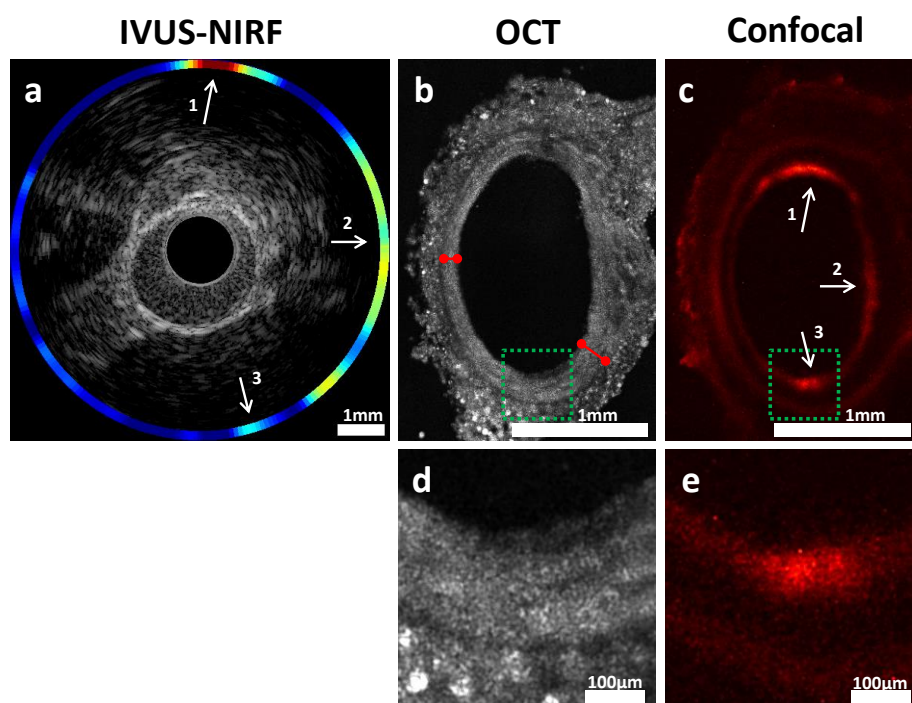 IVUS-NIRF OCT Confocal
a b c
1
1
2
2
3
3
1mm 1mm 1mm
d e
100μm 100μm